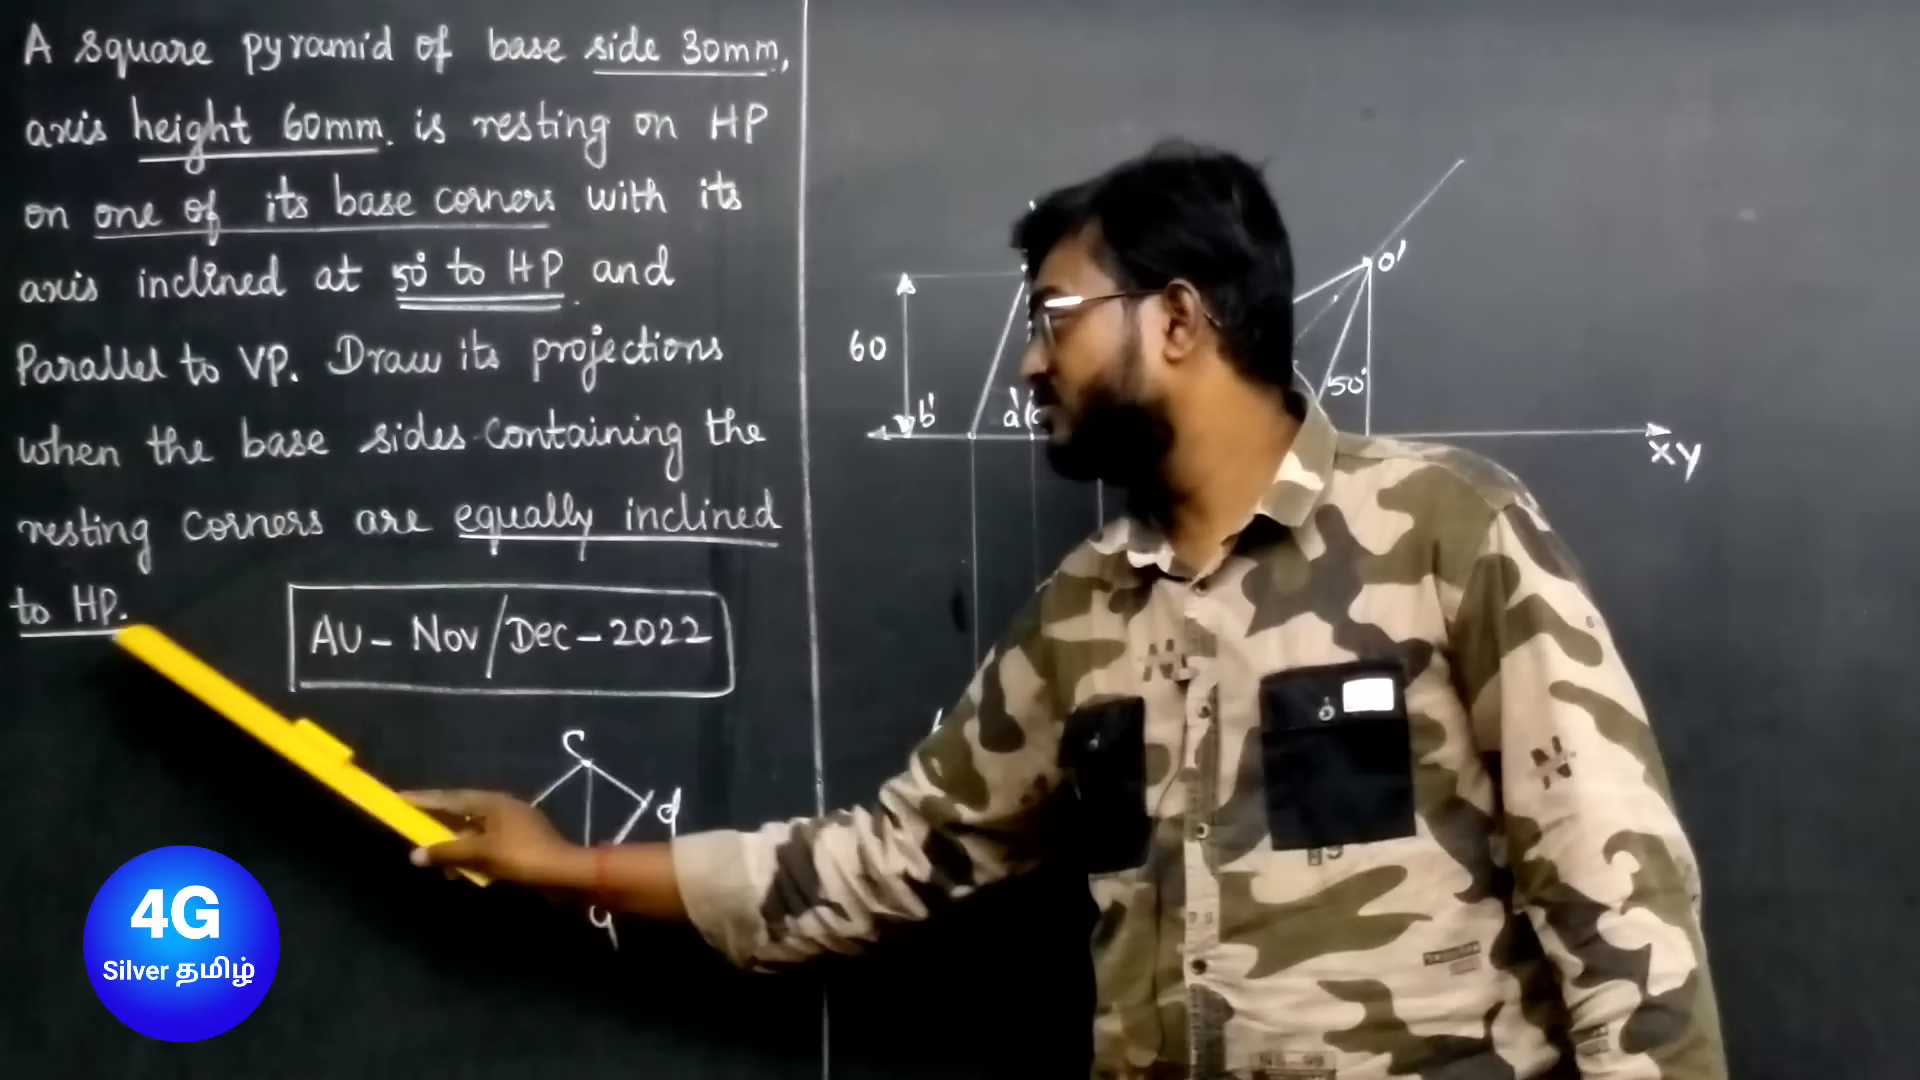 A square pyramid of base side 30mm,
axis height 60mm. is resting on HP
on one of its base corners with its
axis inclined at 50° to HP and
Parallel to VP. Draw its projections
when the base sides containing the
resting corners are equally inclined
to HP.
AU - Nov/Dec - 2022
o'
60
50°
b'
a'(c
XY
c
d
4G
Silver தமிழ்